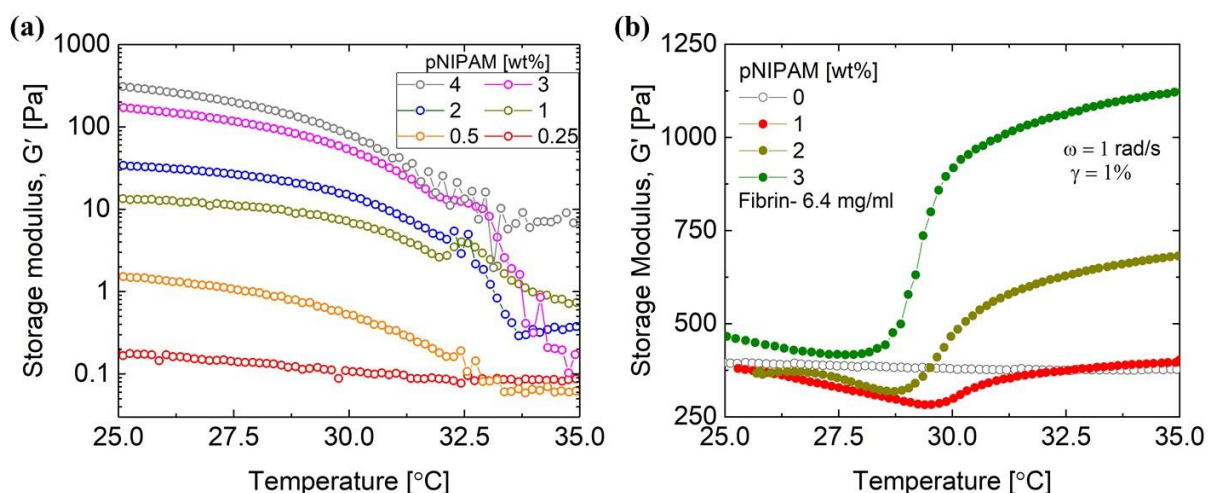 (a)
1000
100
10
1
0.1
Storage modulus, G' [Pa]
pNIPAM [wt%]
4 3
2 1
0.5 0.25
25.0 27.5 30.0 32.5 35.0
Temperature [°C]
(b)
1250
1000
750
500
250
Storage Modulus, G' [Pa]
pNIPAM [wt%]
0
1
2
3
Fibrin- 6.4 mg/ml
ω = 1 rad/s
γ = 1%
25.0 27.5 30.0 32.5 35.0
Temperature [°C]